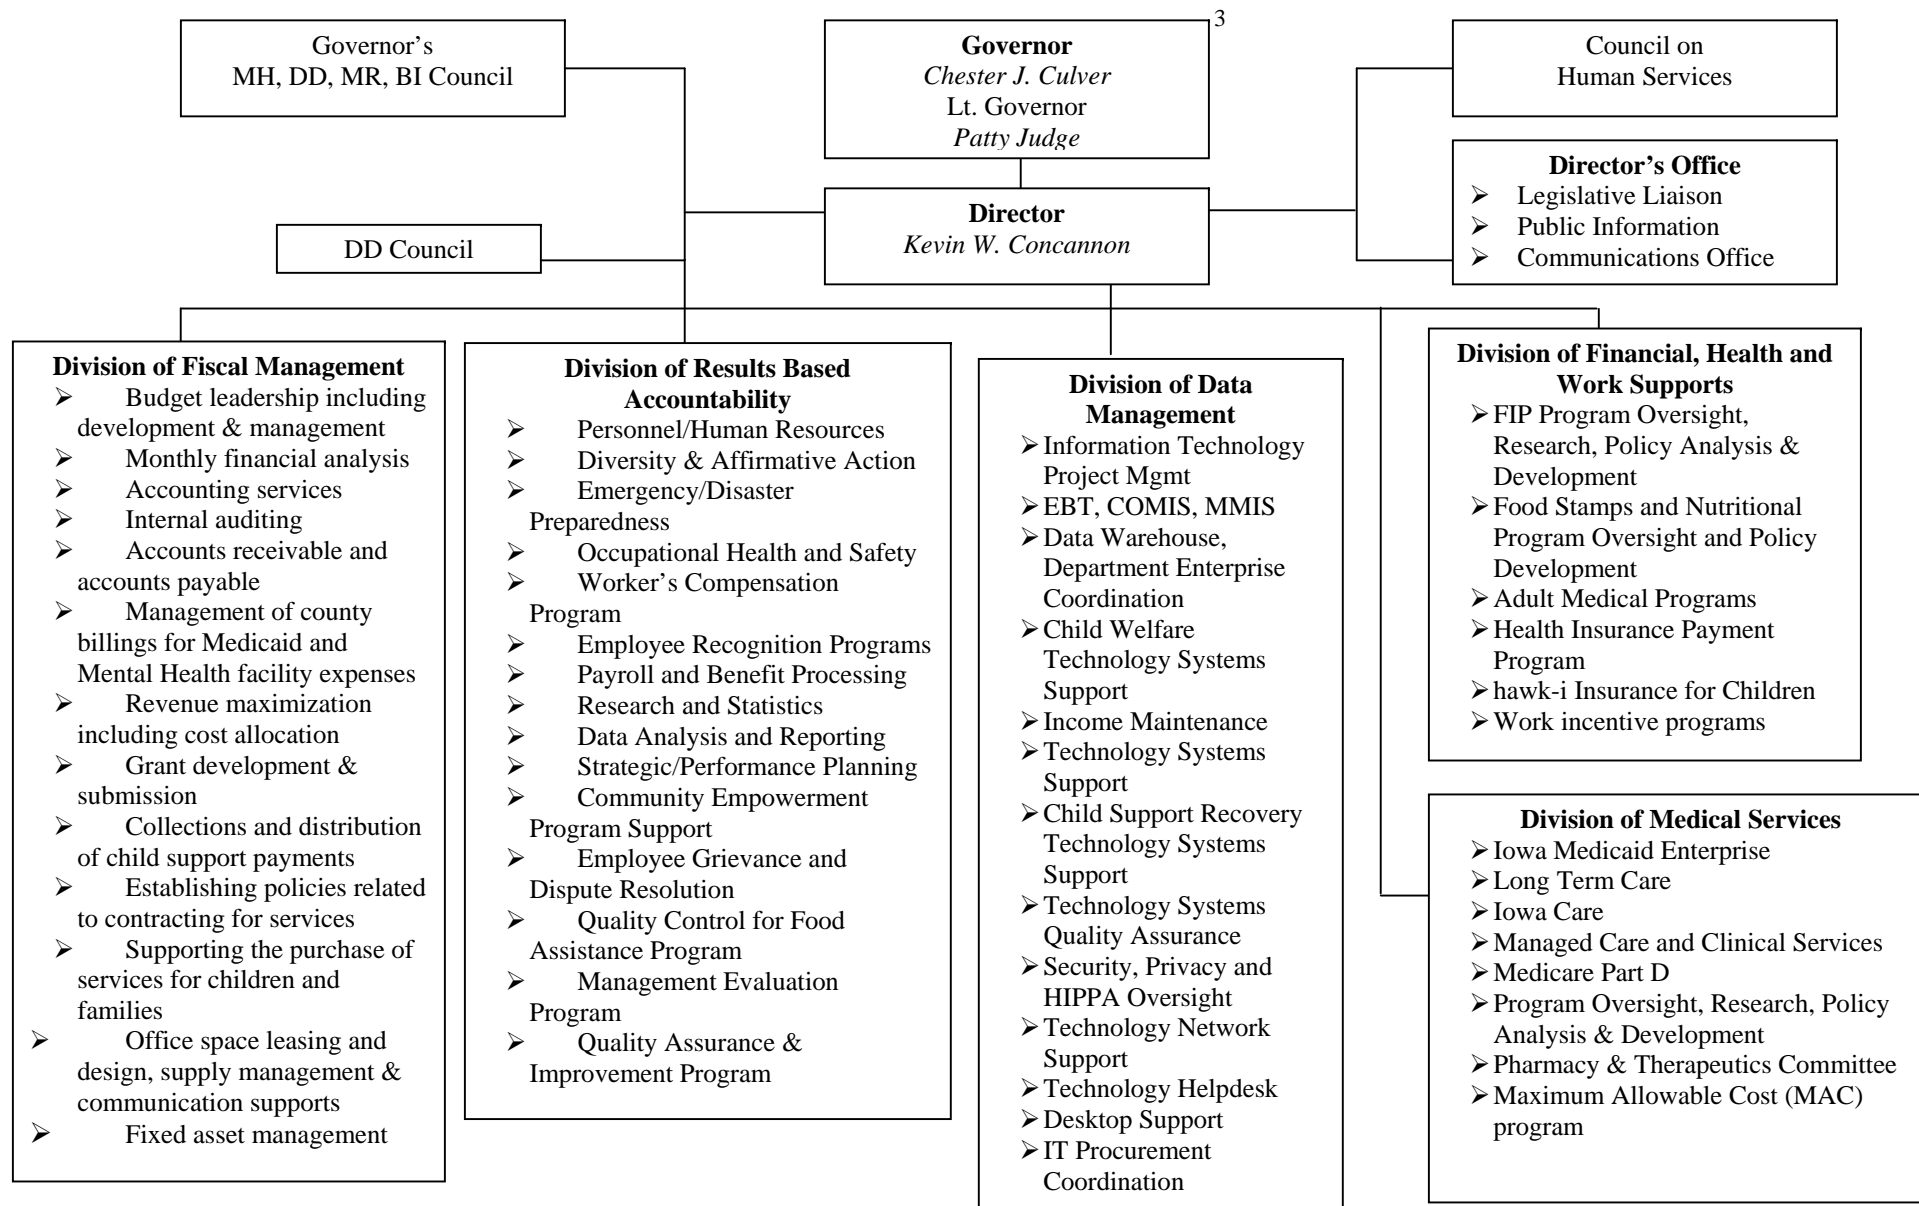 3
Governor’s
MH, DD, MR, BI Council
Governor
Chester J. Culver
Lt. Governor
Patty Judge
Council on
Human Services
Director’s Office
➢ Legislative Liaison
➢ Public Information
➢ Communications Office
Director
Kevin W. Concannon
DD Council
Division of Fiscal Management
➢ Budget leadership including
development & management
➢ Monthly financial analysis
➢ Accounting services
➢ Internal auditing
➢ Accounts receivable and
accounts payable
➢ Management of county
billings for Medicaid and
Mental Health facility expenses
➢ Revenue maximization
including cost allocation
➢ Grant development &
submission
➢ Collections and distribution
of child support payments
➢ Establishing policies related
to contracting for services
➢ Supporting the purchase of
services for children and
families
➢ Office space leasing and
design, supply management &
communication supports
➢ Fixed asset management
Division of Results Based
Accountability
➢ Personnel/Human Resources
➢ Diversity & Affirmative Action
➢ Emergency/Disaster
Preparedness
➢ Occupational Health and Safety
➢ Worker’s Compensation
Program
➢ Employee Recognition Programs
➢ Payroll and Benefit Processing
➢ Research and Statistics
➢ Data Analysis and Reporting
➢ Strategic/Performance Planning
➢ Community Empowerment
Program Support
➢ Employee Grievance and
Dispute Resolution
➢ Quality Control for Food
Assistance Program
➢ Management Evaluation
Program
➢ Quality Assurance &
Improvement Program
Division of Data
Management
➢ Information Technology
Project Mgmt
➢ EBT, COMIS, MMIS
➢ Data Warehouse,
Department Enterprise
Coordination
➢ Child Welfare
Technology Systems
Support
➢ Income Maintenance
➢ Technology Systems
Support
➢ Child Support Recovery
Technology Systems
Support
➢ Technology Systems
Quality Assurance
➢ Security, Privacy and
HIPPA Oversight
➢ Technology Network
Support
➢ Technology Helpdesk
➢ Desktop Support
➢ IT Procurement
Coordination
Division of Financial, Health and
Work Supports
➢ FIP Program Oversight,
Research, Policy Analysis &
Development
➢ Food Stamps and Nutritional
Program Oversight and Policy
Development
➢ Adult Medical Programs
➢ Health Insurance Payment
Program
➢ hawk-i Insurance for Children
➢ Work incentive programs
Division of Medical Services
➢ Iowa Medicaid Enterprise
➢ Long Term Care
➢ Iowa Care
➢ Managed Care and Clinical Services
➢ Medicare Part D
➢ Program Oversight, Research, Policy
Analysis & Development
➢ Pharmacy & Therapeutics Committee
➢ Maximum Allowable Cost (MAC)
program